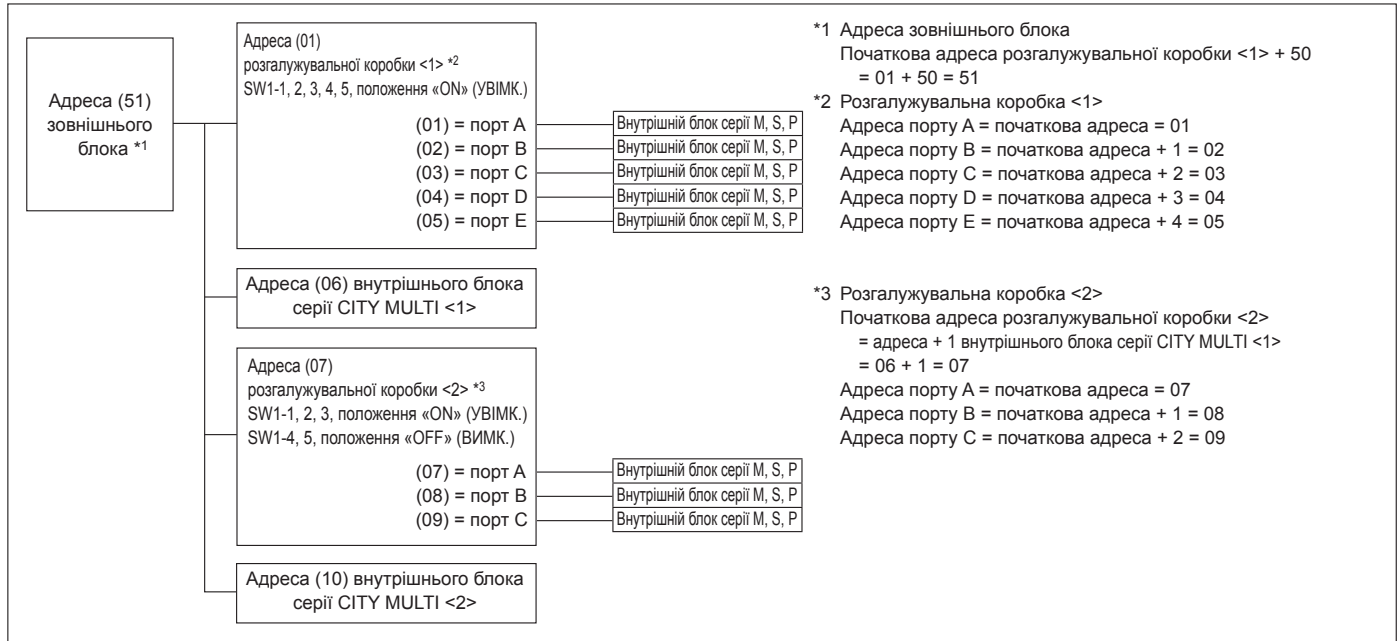 Адреса (51)
зовнішнього
блока *1
Адреса (01)
розгалужувальної коробки <1> *2
SW1-1, 2, 3, 4, 5, положення «ON» (УВІМК.)
(01) = порт A
Внутрішній блок серії M, S, P
(02) = порт B
Внутрішній блок серії M, S, P
(03) = порт C
Внутрішній блок серії M, S, P
(04) = порт D
Внутрішній блок серії M, S, P
(05) = порт E
Внутрішній блок серії M, S, P
Адреса (06) внутрішнього блока
серії CITY MULTI <1>
Адреса (07)
розгалужувальної коробки <2> *3
SW1-1, 2, 3, положення «ON» (УВІМК.)
SW1-4, 5, положення «OFF» (ВИМК.)
(07) = порт A
Внутрішній блок серії M, S, P
(08) = порт B
Внутрішній блок серії M, S, P
(09) = порт C
Внутрішній блок серії M, S, P
Адреса (10) внутрішнього блока
серії CITY MULTI <2>
*1 Адреса зовнішнього блока
Початкова адреса розгалужувальної коробки <1> + 50
= 01 + 50 = 51
*2 Розгалужувальна коробка <1>
Адреса порту A = початкова адреса = 01
Адреса порту B = початкова адреса + 1 = 02
Адреса порту C = початкова адреса + 2 = 03
Адреса порту D = початкова адреса + 3 = 04
Адреса порту E = початкова адреса + 4 = 05
*3 Розгалужувальна коробка <2>
Початкова адреса розгалужувальної коробки <2>
= адреса + 1 внутрішнього блока серії CITY MULTI <1>
= 06 + 1 = 07
Адреса порту A = початкова адреса = 07
Адреса порту B = початкова адреса + 1 = 08
Адреса порту C = початкова адреса + 2 = 09